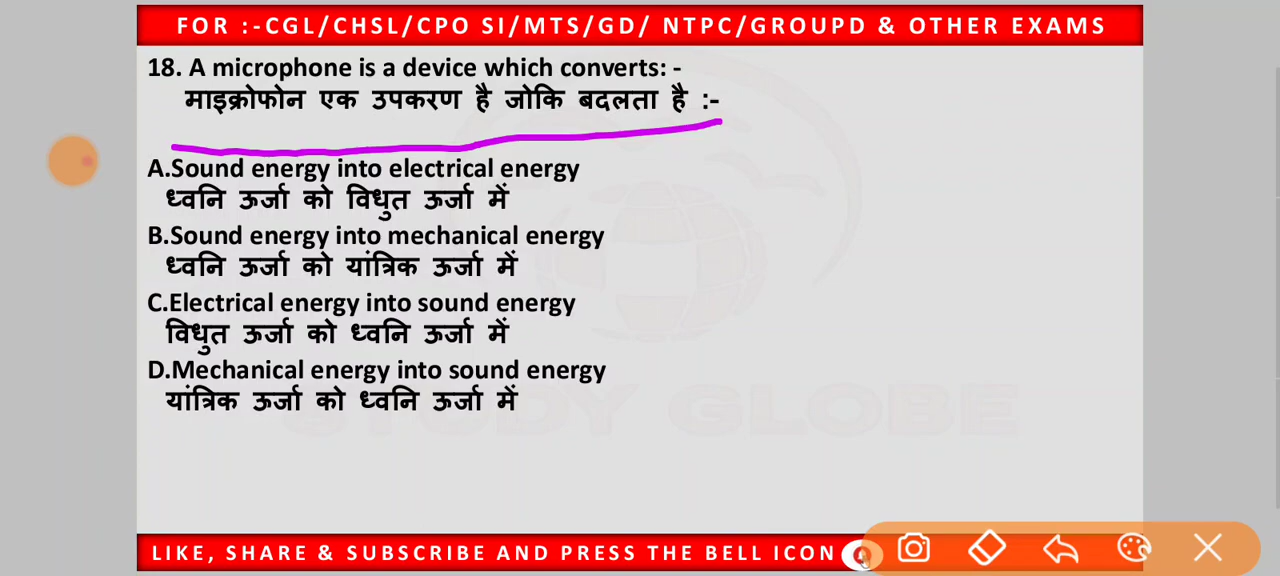 FOR :-CGL/CHSL/CPO SI/MTS/GD/ NTPC/GROUPD & OTHER EXAMS
18. A microphone is a device which converts: -
माइक्रोफोन एक उपकरण है जोकि बदलता है :-
A.Sound energy into electrical energy
ध्वनि ऊर्जा को विधुत ऊर्जा में
B.Sound energy into mechanical energy
ध्वनि ऊर्जा को यांत्रिक ऊर्जा में
C.Electrical energy into sound energy
विधुत ऊर्जा को ध्वनि ऊर्जा में
D.Mechanical energy into sound energy
यांत्रिक ऊर्जा को ध्वनि ऊर्जा में
STUDY GLOBE
LIKE, SHARE & SUBSCRIBE AND PRESS THE BELL ICON